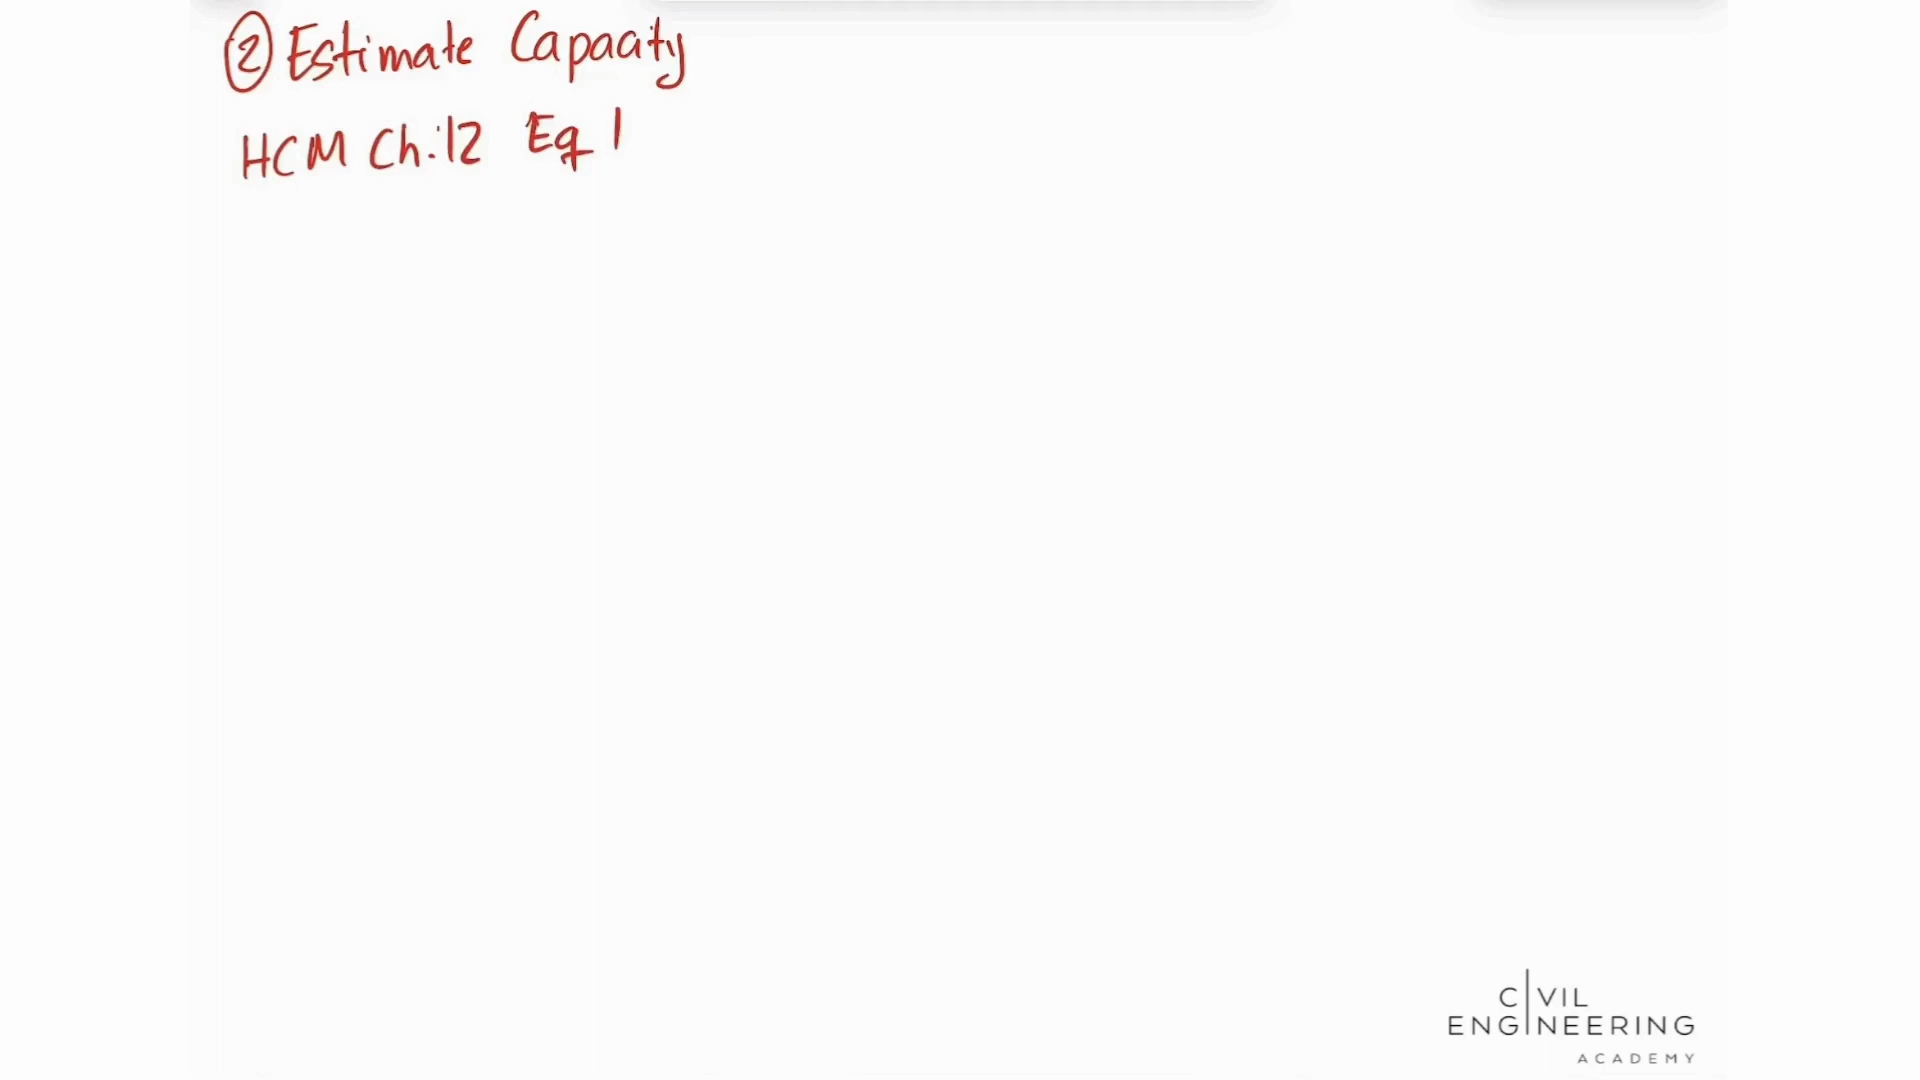 ② Estimate Capacity
HCM Ch.12 Eq 1
CIVIL
ENGINEERING
ACADEMY